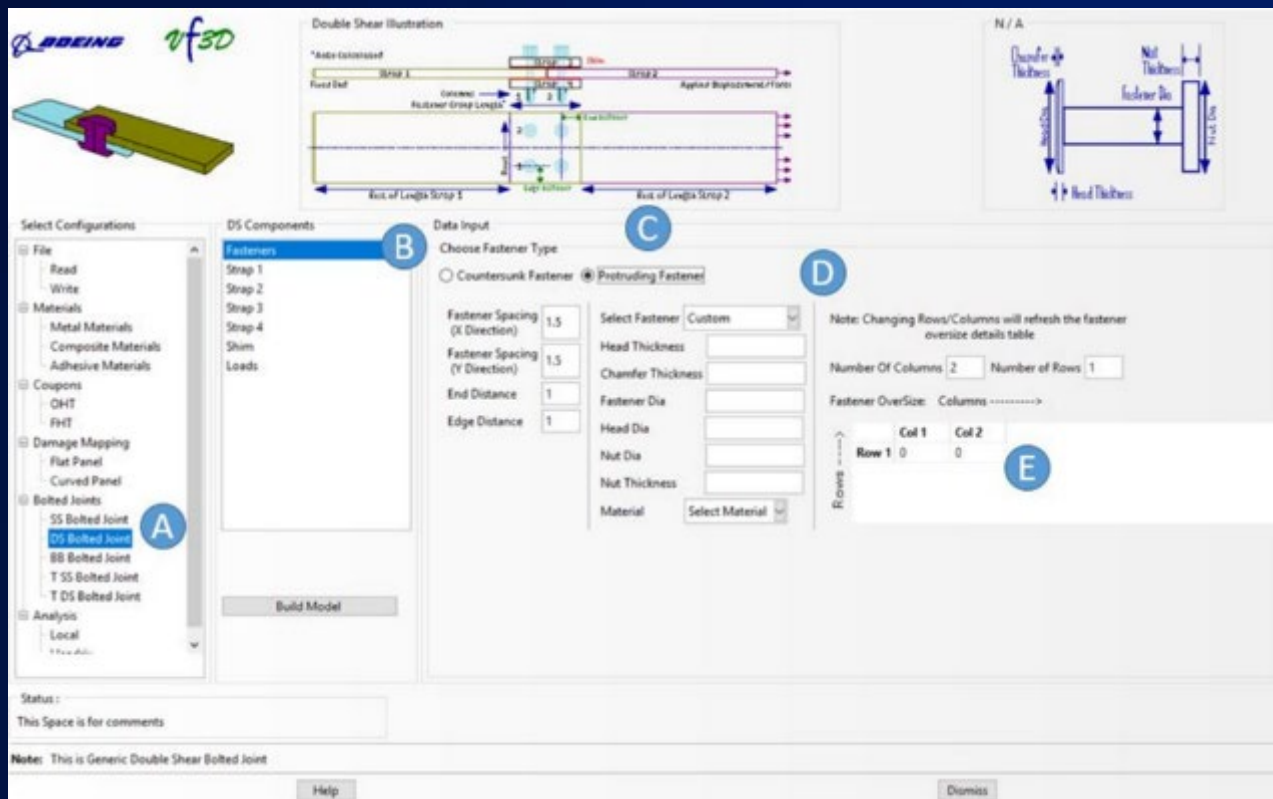 BOEING
Vf3D
Double Shear Illustration
Strap 1
Strap 2
Fixed End
Applied Displacement/Force
Columns
Fastener Group Length*
Rest of Length Strap 1
Rest of Length Strap 2
N/A
Chamfer
Thickness
Nut
Thickness
Fastener Dia
Head Dia
Nut Dia
Head Thickness
Select Configurations
File
Read
Write
Materials
Metal Materials
Composite Materials
Adhesive Materials
Coupons
OHT
FHT
Damage Mapping
Flat Panel
Curved Panel
Bolted Joints
SS Bolted Joint
DS Bolted Joint
BB Bolted Joint
T SS Bolted Joint
T DS Bolted Joint
Analysis
Local
A
DS Components
Fasteners
Strap 1
Strap 2
Strap 3
Strap 4
Shim
Loads
B
Build Model
Data Input
C
Choose Fastener Type
Countersunk Fastener Protruding Fastener
D
Fastener Spacing
(X Direction) 1.5
Fastener Spacing
(Y Direction) 1.5
End Distance 1
Edge Distance 1
Select Fastener Custom
Head Thickness
Chamfer Thickness
Fastener Dia
Head Dia
Nut Dia
Nut Thickness
Material Select Material
Note: Changing Rows/Columns will refresh the fastener
oversize details table
Number Of Columns 2 Number of Rows 1
Fastener OverSize: Columns ---------->
Rows ---->
Col 1 Col 2
Row 1 0 0
E
Status :
This Space is for comments
Note: This is Generic Double Shear Bolted Joint
Help
Dismiss